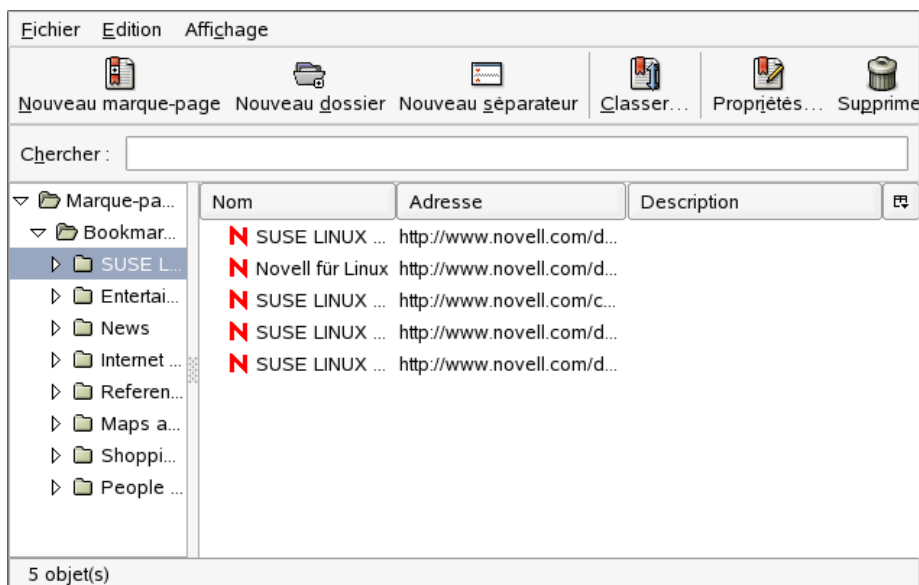 Fichier Edition Affichage
Nouveau marque-page Nouveau dossier Nouveau séparateur Classer... Propriétés... Supprime
Chercher :
Marque-pa... Nom Adresse Description
Bookmar... SUSE LINUX ... http://www.novell.com/d...
SUSE L... Novell für Linux http://www.novell.com/d...
Entertai... SUSE LINUX ... http://www.novell.com/c...
News SUSE LINUX ... http://www.novell.com/d...
Internet ... SUSE LINUX ... http://www.novell.com/d...
Referen...
Maps a...
Shoppi...
People ...
5 objet(s)